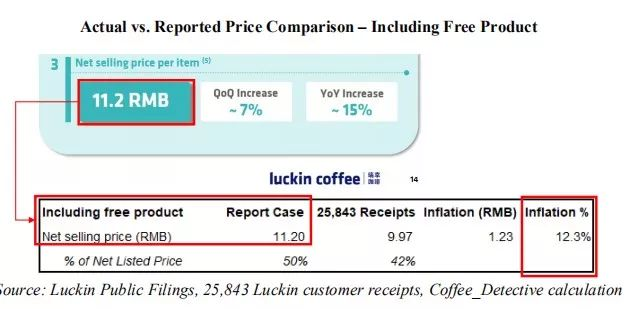 Actual vs. Reported Price Comparison – Including Free Product
3 Net selling price per item (5)
11.2 RMB
QoQ Increase
~ 7%
YoY Increase
~ 15%
luckin coffee 瑞幸咖啡 14
Including free product Report Case 25,843 Receipts Inflation (RMB) Inflation %
Net selling price (RMB) 11.20 9.97 1.23 12.3%
% of Net Listed Price 50% 42%
Source: Luckin Public Filings, 25,843 Luckin customer receipts, Coffee_Detective calculation